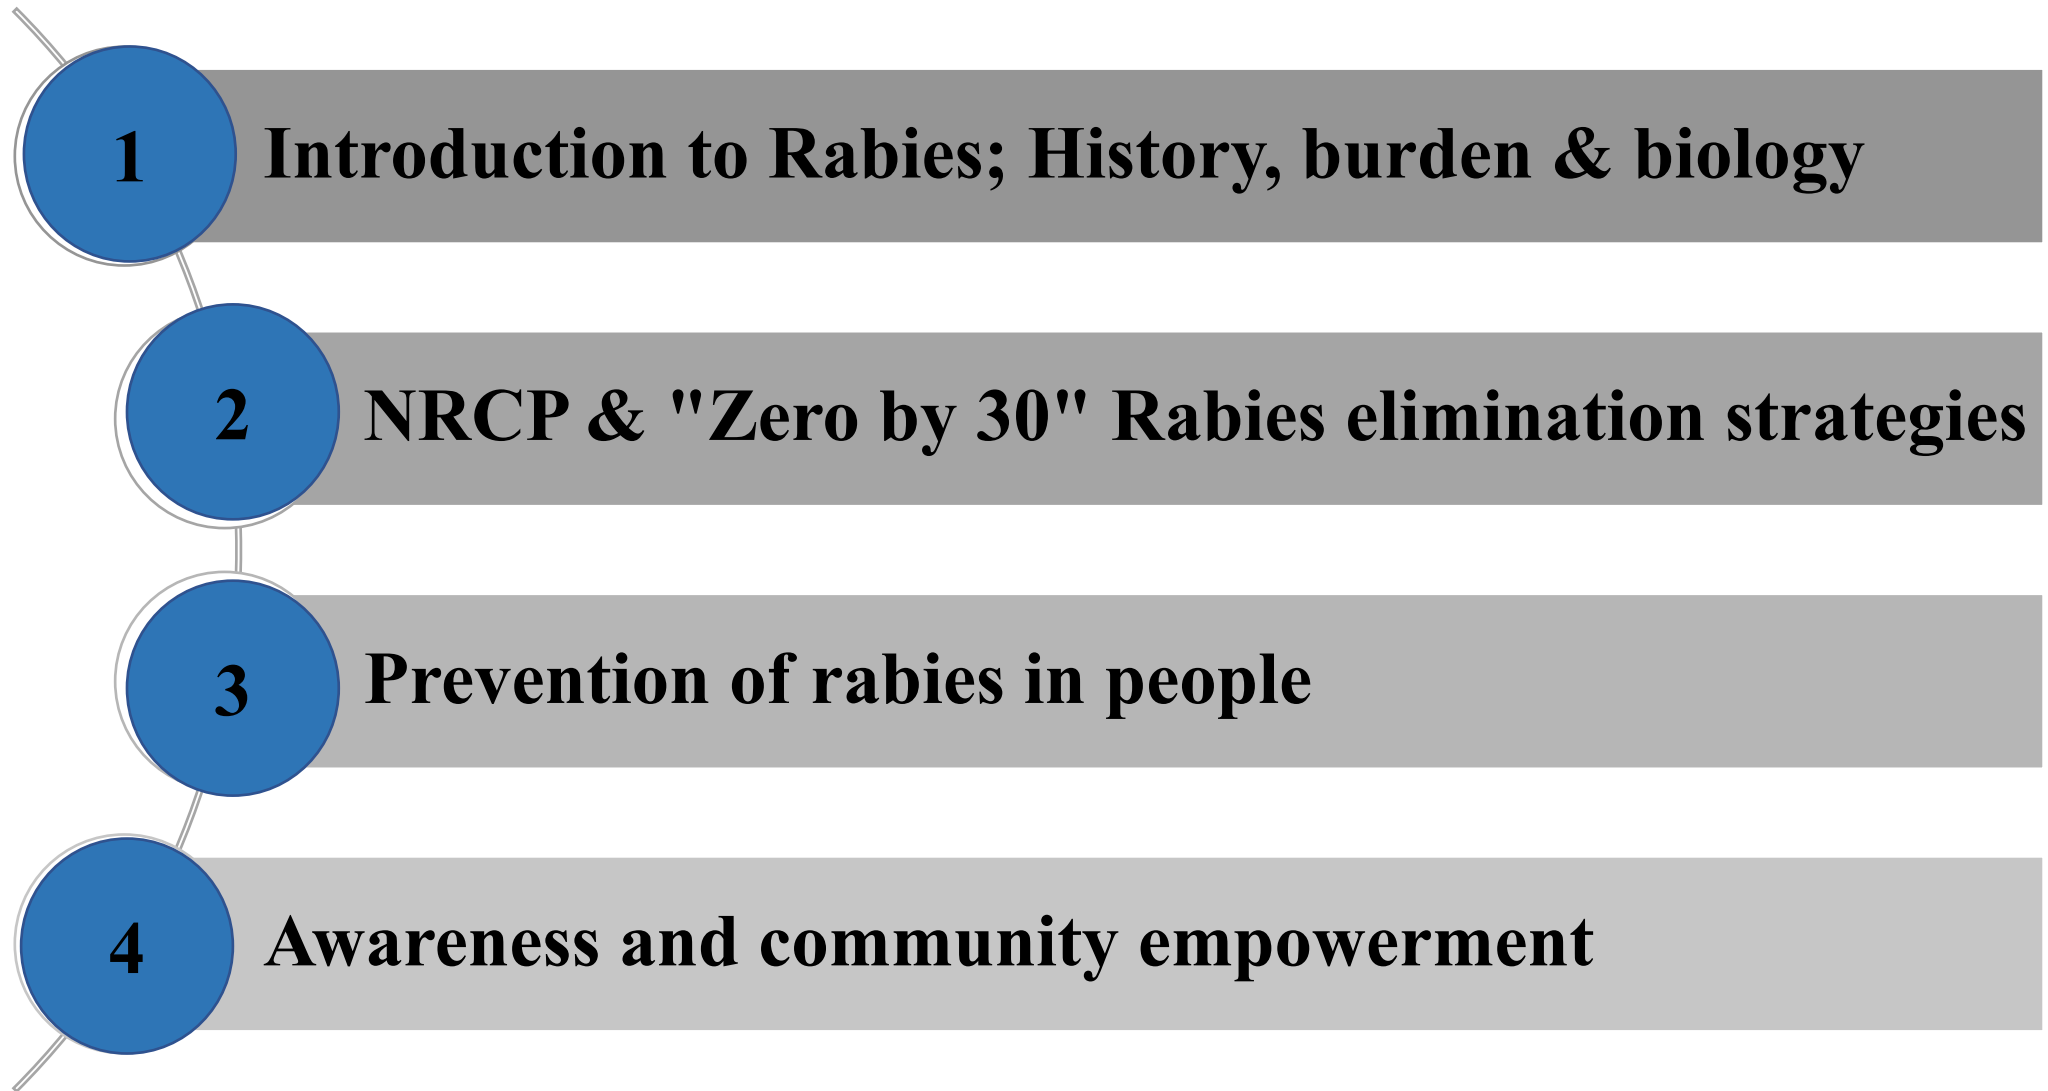 1
Introduction to Rabies; History, burden & biology
2
NRCP & "Zero by 30" Rabies elimination strategies
3
Prevention of rabies in people
4
Awareness and community empowerment